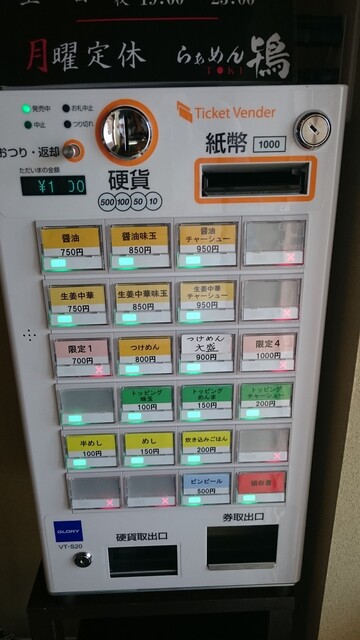 月曜定休 らぁめん 鴇
TOKI
発売中 お札中止
中止 つり切れ
Ticket Vender
おつり・返却
紙幣 1000
ただいまの金額
硬貨
500 100 50 10
醤油 750円
醤油味玉 850円
醤油チャーシュー 950円
生姜中華 750円
生姜中華味玉 850円
生姜中華チャーシュー 950円
限定1 700円
つけめん 800円
つけめん大盛 900円
限定4 1000円
トッピング味玉 100円
トッピングめんま 150円
トッピングチャーシュー 200円
半めし 100円
めし 150円
炊き込みごはん 200円
ビンビール 500円
領収書
GLORY
VT-S20
硬貨取出口
券取出口